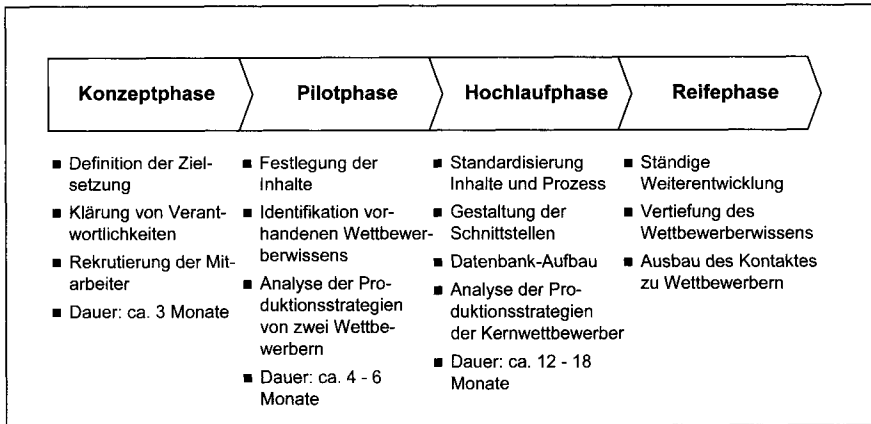 Konzeptphase
Pilotphase
Hochlaufphase
Reifephase
■ Definition der Ziel-
setzung
■ Klärung von Verant-
wortlichkeiten
■ Rekrutierung der Mit-
arbeiter
■ Dauer: ca. 3 Monate
■ Festlegung der
Inhalte
■ Identifikation vor-
handenen Wettbewer-
berwissens
■ Analyse der Pro-
duktionsstrategien
von zwei Wettbe-
werbern
■ Dauer: ca. 4 - 6
Monate
■ Standardisierung
Inhalte und Prozess
■ Gestaltung der
Schnittstellen
■ Datenbank-Aufbau
■ Analyse der Pro-
duktionsstrategien
der Kernwettbewerber
■ Dauer: ca. 12 - 18
Monate
■ Ständige
Weiterentwicklung
■ Vertiefung des
Wettbewerberwissens
■ Ausbau des Kontaktes
zu Wettbewerbern